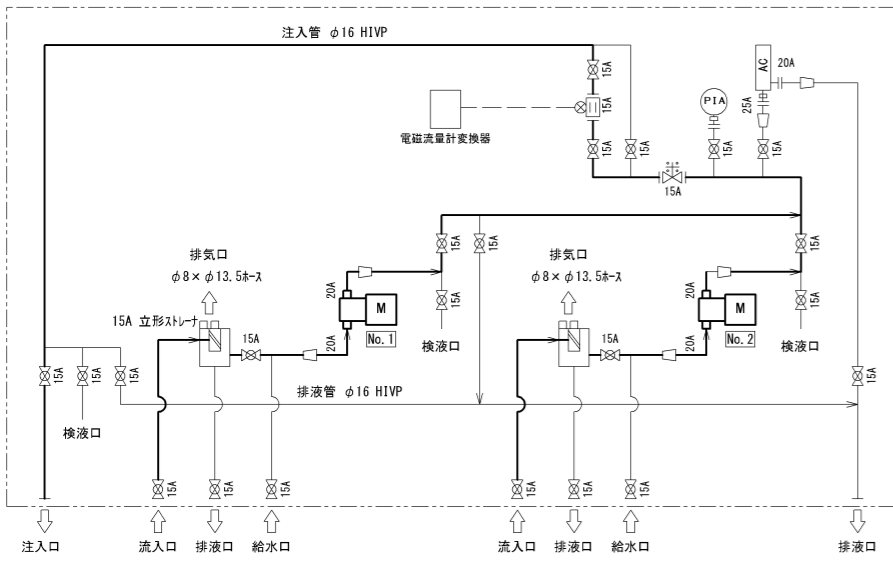 注入管 φ16 HIVP
15A
15A
15A
15A
電磁流量計変換器
PIA
15A
AC
20A
25A
15A
15A
排気口
φ8×φ13.5ホース
15A 立形ストレーナ
15A
20A
20A
M
No.1
15A
15A
検液口
15A
排気口
φ8×φ13.5ホース
15A
20A
20A
M
No.2
15A
15A
検液口
15A
15A
15A
検液口
排液管 φ16 HIVP
15A
15A
15A
15A
15A
15A
15A
注入口
流入口
排液口
給水口
流入口
排液口
給水口
排液口